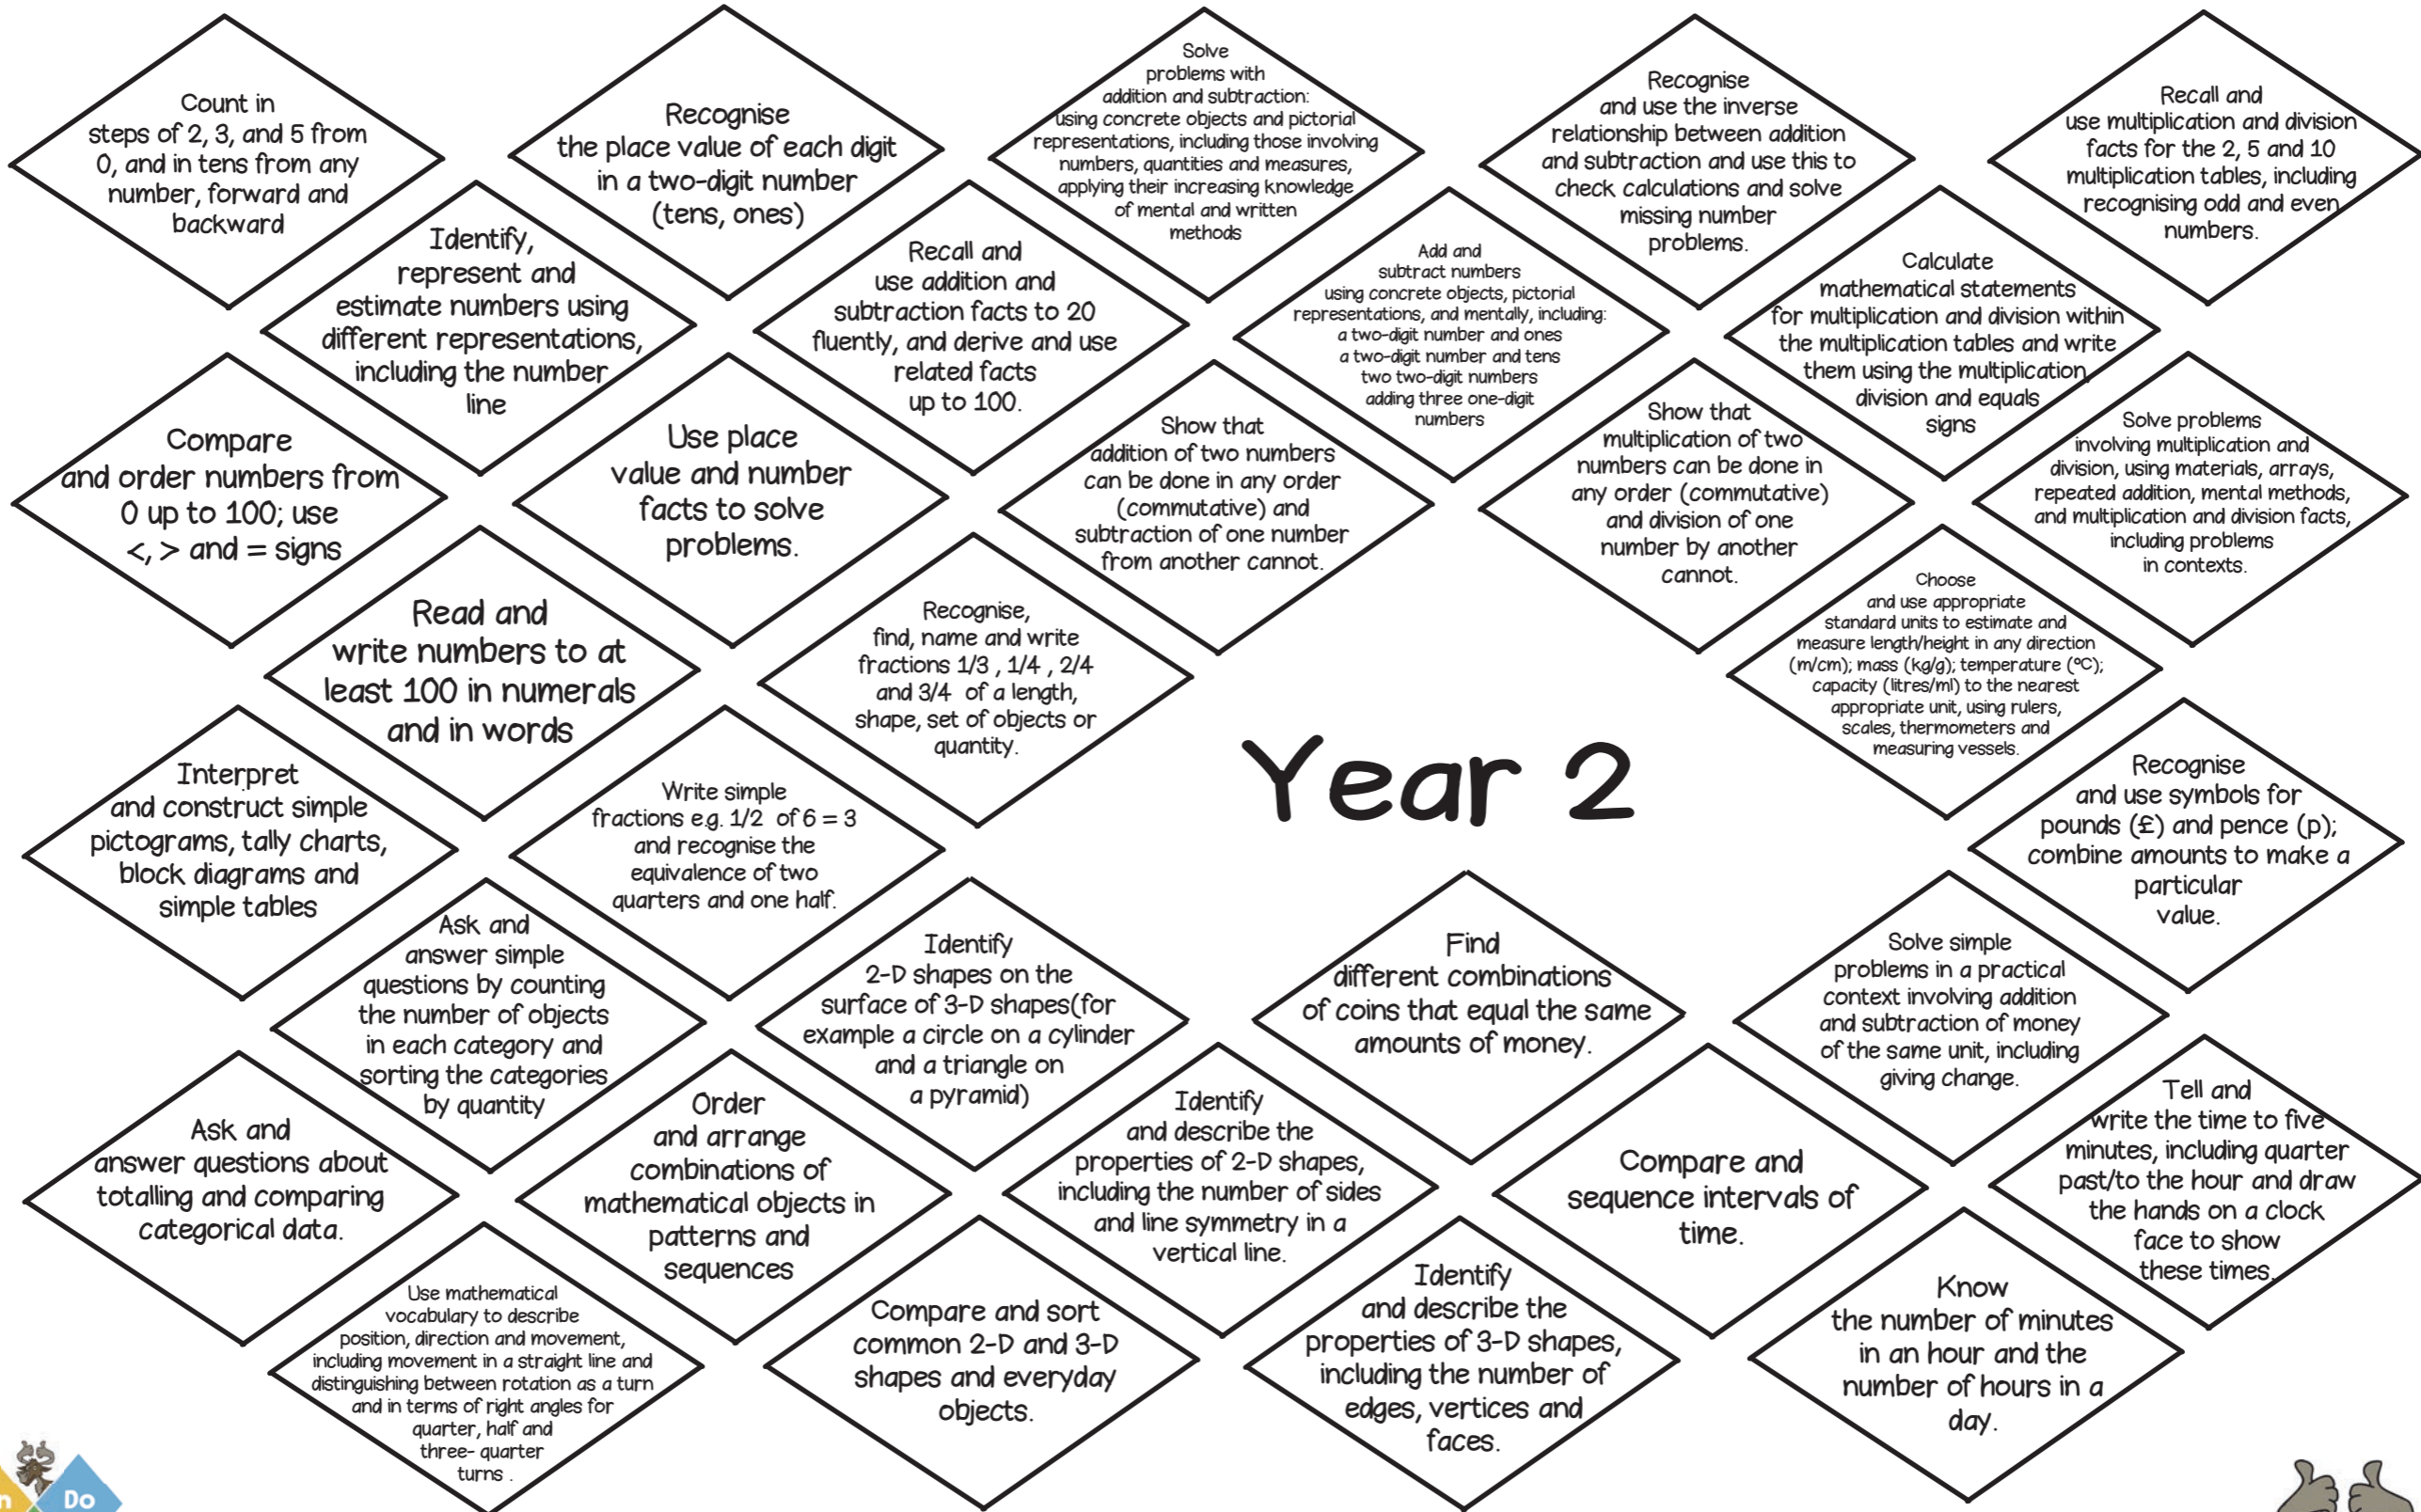 Count in
steps of 2, 3, and 5 from
0, and in tens from any
number, forward and
backward
Recognise
the place value of each digit
in a two-digit number
(tens, ones)
Solve
problems with
addition and subtraction:
using concrete objects and pictorial
representations, including those involving
numbers, quantities and measures,
applying their increasing knowledge
of mental and written
methods
Recognise
and use the inverse
relationship between addition
and subtraction and use this to
check calculations and solve
missing number
problems.
Recall and
use multiplication and division
facts for the 2, 5 and 10
multiplication tables, including
recognising odd and even
numbers.
Identify,
represent and
estimate numbers using
different representations,
including the number
line
Recall and
use addition and
subtraction facts to 20
fluently, and derive and use
related facts
up to 100.
Add and
subtract numbers
using concrete objects, pictorial
representations, and mentally, including:
a two-digit number and ones
a two-digit number and tens
two two-digit numbers
adding three one-digit
numbers
Calculate
mathematical statements
for multiplication and division within
the multiplication tables and write
them using the multiplication,
division and equals
signs
Compare
and order numbers from
0 up to 100; use
<, > and = signs
Use place
value and number
facts to solve
problems.
Show that
addition of two numbers
can be done in any order
(commutative) and
subtraction of one number
from another cannot.
Show that
multiplication of two
numbers can be done in
any order (commutative)
and division of one
number by another
cannot.
Solve problems
involving multiplication and
division, using materials, arrays,
repeated addition, mental methods,
and multiplication and division facts,
including problems
in contexts.
Read and
write numbers to at
least 100 in numerals
and in words
Recognise,
find, name and write
fractions 1/3 , 1/4 , 2/4
and 3/4 of a length,
shape, set of objects or
quantity.
Choose
and use appropriate
standard units to estimate and
measure length/height in any direction
(m/cm); mass (kg/g); temperature (°C);
capacity (litres/ml) to the nearest
appropriate unit, using rulers,
scales, thermometers and
measuring vessels.
Year 2
Interpret
and construct simple
pictograms, tally charts,
block diagrams and
simple tables
Write simple
fractions e.g. 1/2 of 6 = 3
and recognise the
equivalence of two
quarters and one half.
Recognise
and use symbols for
pounds (£) and pence (p);
combine amounts to make a
particular
value.
Ask and
answer simple
questions by counting
the number of objects
in each category and
sorting the categories
by quantity
Identify
2-D shapes on the
surface of 3-D shapes(for
example a circle on a cylinder
and a triangle on
a pyramid)
Find
different combinations
of coins that equal the same
amounts of money.
Solve simple
problems in a practical
context involving addition
and subtraction of money
of the same unit, including
giving change.
Ask and
answer questions about
totalling and comparing
categorical data.
Order
and arrange
combinations of
mathematical objects in
patterns and
sequences
Identify
and describe the
properties of 2-D shapes,
including the number of sides
and line symmetry in a
vertical line.
Compare and
sequence intervals of
time.
Tell and
write the time to five
minutes, including quarter
past/to the hour and draw
the hands on a clock
face to show
these times.
Use mathematical
vocabulary to describe
position, direction and movement,
including movement in a straight line and
distinguishing between rotation as a turn
and in terms of right angles for
quarter, half and
three- quarter
turns .
Compare and sort
common 2-D and 3-D
shapes and everyday
objects.
Identify
and describe the
properties of 3-D shapes,
including the number of
edges, vertices and
faces.
Know
the number of minutes
in an hour and the
number of hours in a
day.
Do